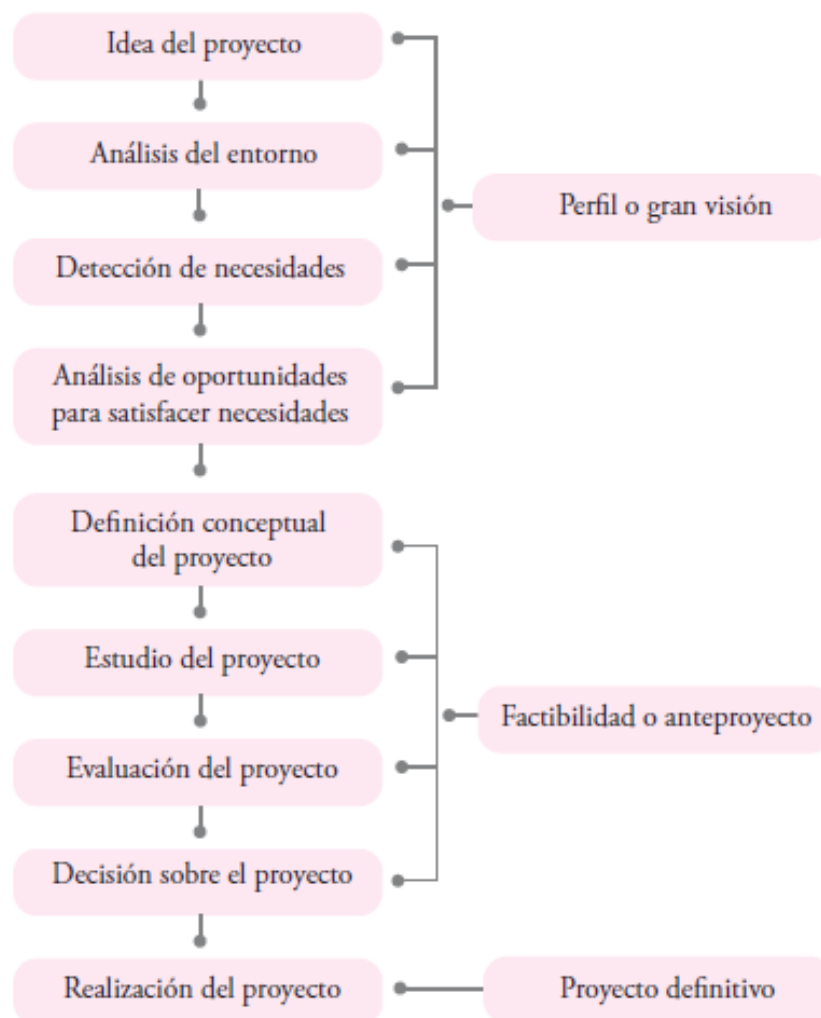 Idea del proyecto
Análisis del entorno
Detección de necesidades
Análisis de oportunidades
para satisfacer necesidades
Perfil o gran visión
Definición conceptual
del proyecto
Estudio del proyecto
Evaluación del proyecto
Decisión sobre el proyecto
Factibilidad o anteproyecto
Realización del proyecto
Proyecto definitivo